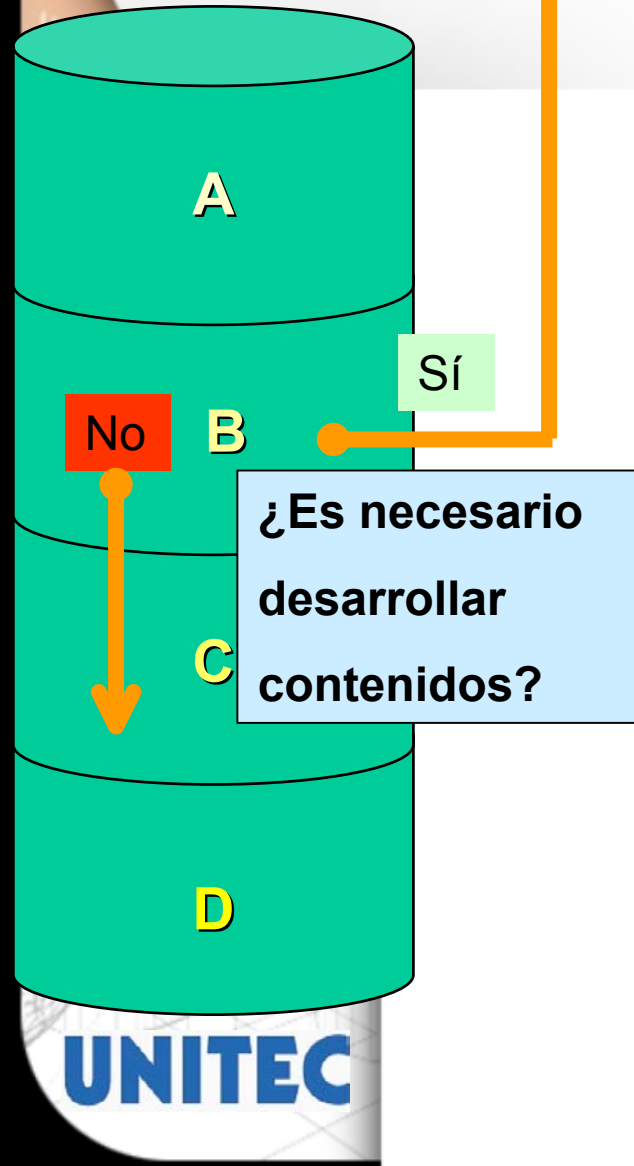 A
Sí
No
B
¿Es necesario
desarrollar
contenidos?
C
D
UNITEC